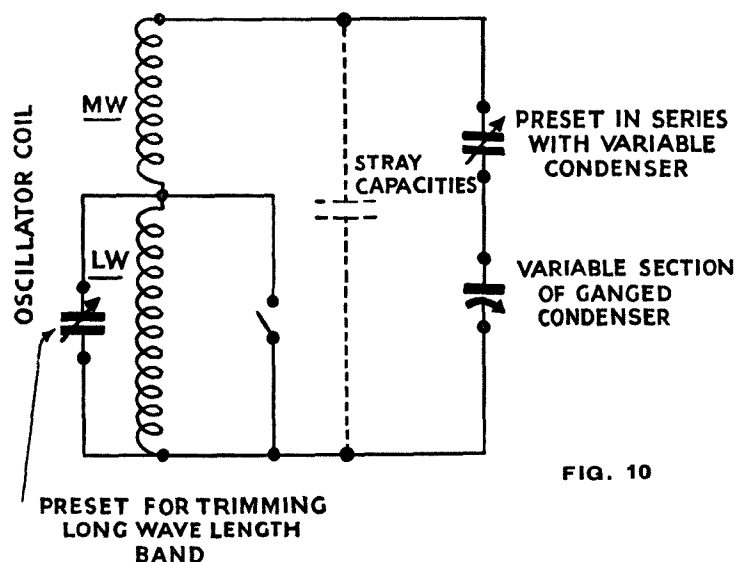 MW
OSCILLATOR COIL
LW
STRAY
CAPACITIES
PRESET IN SERIES
WITH VARIABLE
CONDENSER
VARIABLE SECTION
OF GANGED
CONDENSER
PRESET FOR TRIMMING
LONG WAVE LENGTH
BAND
FIG. 10